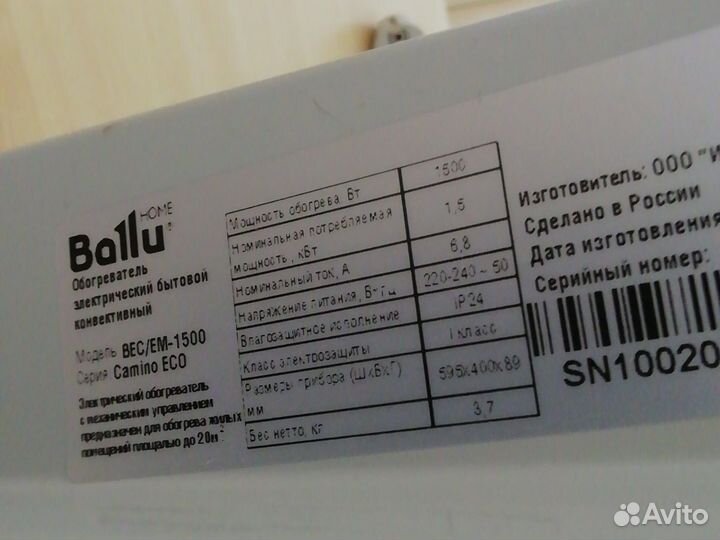 Ballu HOME
Обогреватель
электрический бытовой
конвективный
Модель BEC/EM-1500
Серия Camino ECO
Электрический обогреватель
с механическим управлением
предназначен для обогрева жилых
помещений площалью до 20м²
Мощность обогрева, Вт 1500
Номинальная потребляемая
мощность, кВт 1,5
Номинальный ток, А 6,8
Напряжение питания, В~Гц 220-240 ~ 50
Влагозащитное исполнение IP24
Класс электрозащиты I класс
Размеры прибора (ШхВхГ)
мм 595x400x89
Вес нетто, кг 3,7
Изготовитель: ООО "И
Сделано в России
Дата изготовления
Серийный номер:
SN10020
Avito